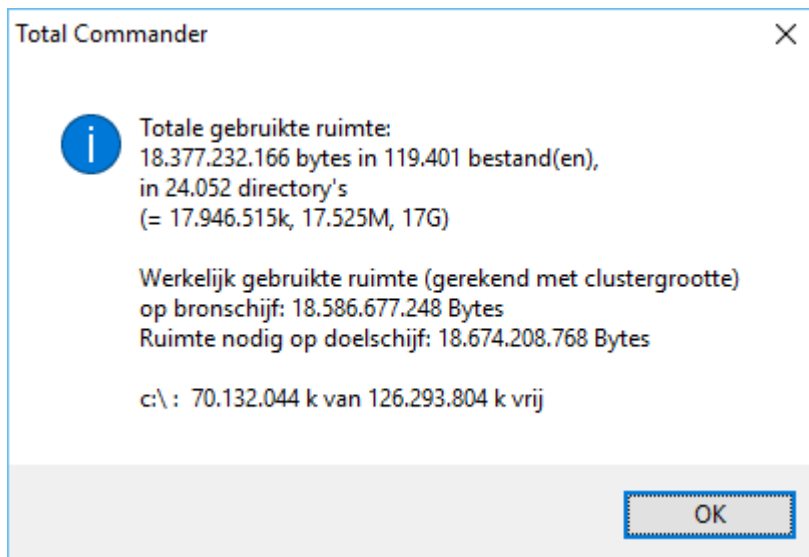 Total Commander
Totale gebruikte ruimte:
18.377.232.166 bytes in 119.401 bestand(en),
in 24.052 directory's
(= 17.946.515k, 17.525M, 17G)
Werkelijk gebruikte ruimte (gerekend met clustergrootte)
op bronschijf: 18.586.677.248 Bytes
Ruimte nodig op doelschijf: 18.674.208.768 Bytes
c:\ :  70.132.044 k van 126.293.804 k vrij
OK